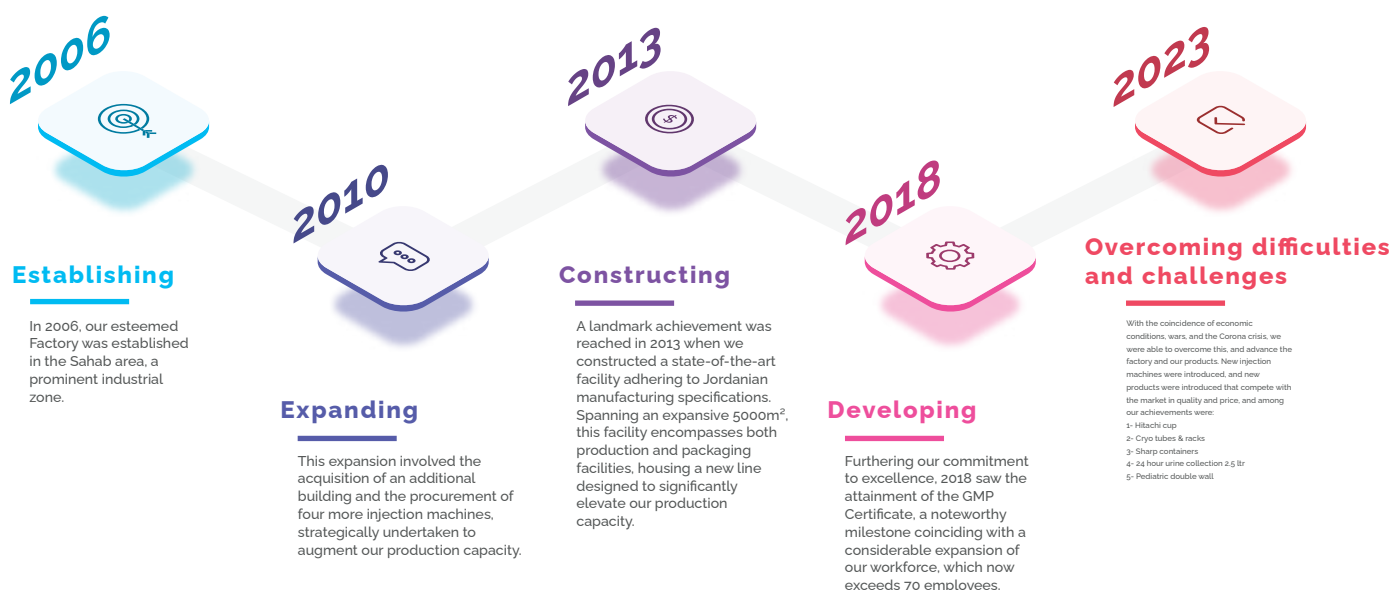 2006
Establishing
In 2006, our esteemed
Factory was established
in the Sahab area, a
prominent industrial
zone.
2010
Expanding
This expansion involved the
acquisition of an additional
building and the procurement of
four more injection machines,
strategically undertaken to
augment our production capacity.
2013
Constructing
A landmark achievement was
reached in 2013 when we
constructed a state-of-the-art
facility adhering to Jordanian
manufacturing specifications.
Spanning an expansive 5000m²,
this facility encompasses both
production and packaging
facilities, housing a new line
designed to significantly
elevate our production
capacity.
2018
Developing
Furthering our commitment
to excellence, 2018 saw the
attainment of the GMP
Certificate, a noteworthy
milestone coinciding with a
considerable expansion of
our workforce, which now
exceeds 70 employees.
2023
Overcoming difficulties
and challenges
With the coincidence of economic
conditions, wars, and the Corona crisis, we
were able to overcome this, and advance the
factory and our products. New injection
machines were introduced, and new
products were introduced that compete with
the market in quality and price, and among
our achievements were:
1- Hitachi cup
2- Cryo tubes & racks
3- Sharp containers
4- 24 hour urine collection 2.5 ltr
5- Pediatric double wall